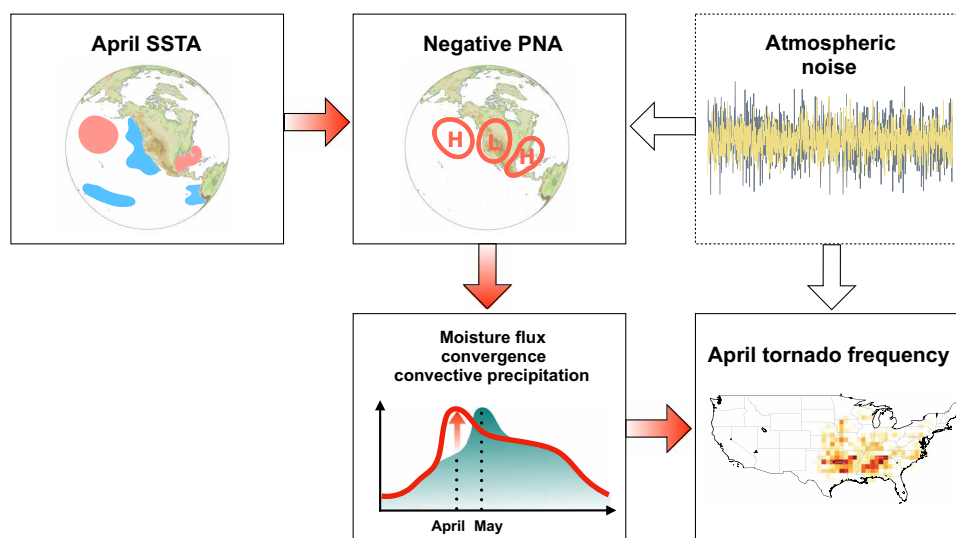 April SSTA
Negative PNA
Atmospheric
noise
H
L
H
Moisture flux
convergence
convective precipitation
April May
April tornado frequency